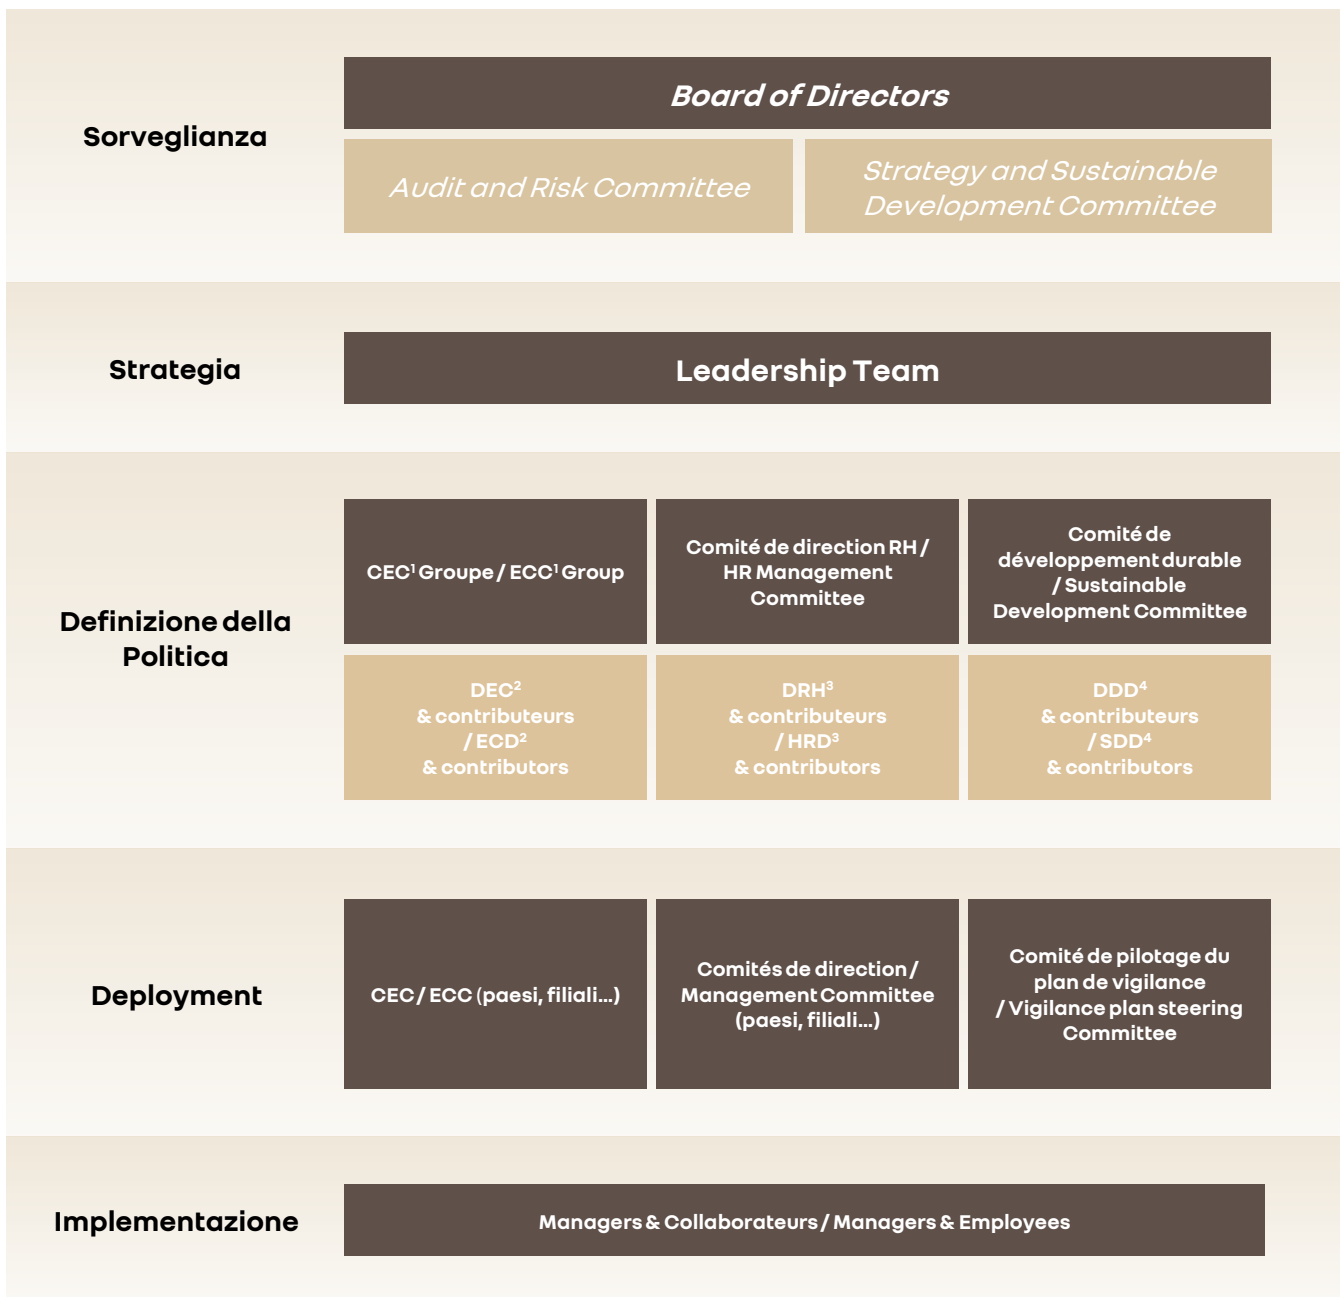 Sorveglianza
Board of Directors
Audit and Risk Committee
Strategy and Sustainable
Development Committee
Strategia
Leadership Team
Definizione della
Politica
CEC¹ Groupe / ECC¹ Group
Comité de direction RH /
HR Management
Committee
Comité de
développement durable
/ Sustainable
Development Committee
DEC²
& contributeurs
/ ECD²
& contributors
DRH³
& contributeurs
/ HRD³
& contributors
DDD⁴
& contributeurs
/ SDD⁴
& contributors
Deployment
CEC / ECC (paesi, filiali...)
Comités de direction /
Management Committee
(paesi, filiali...)
Comité de pilotage du
plan de vigilance
/ Vigilance plan steering
Committee
Implementazione
Managers & Collaborateurs / Managers & Employees